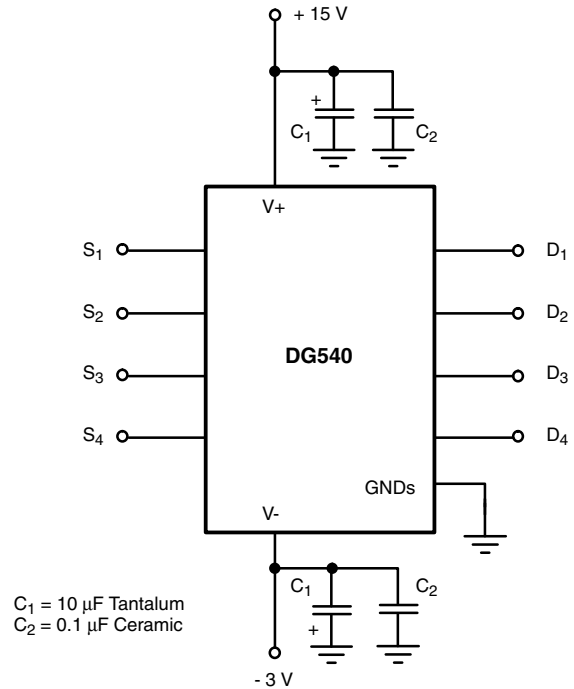 + 15 V
+
C1 C2
V+
S1 D1
S2 D2
DG540
S3 D3
S4 D4
GNDs
V-
C1 C2
C1 = 10 μF Tantalum
+
C2 = 0.1 μF Ceramic
- 3 V